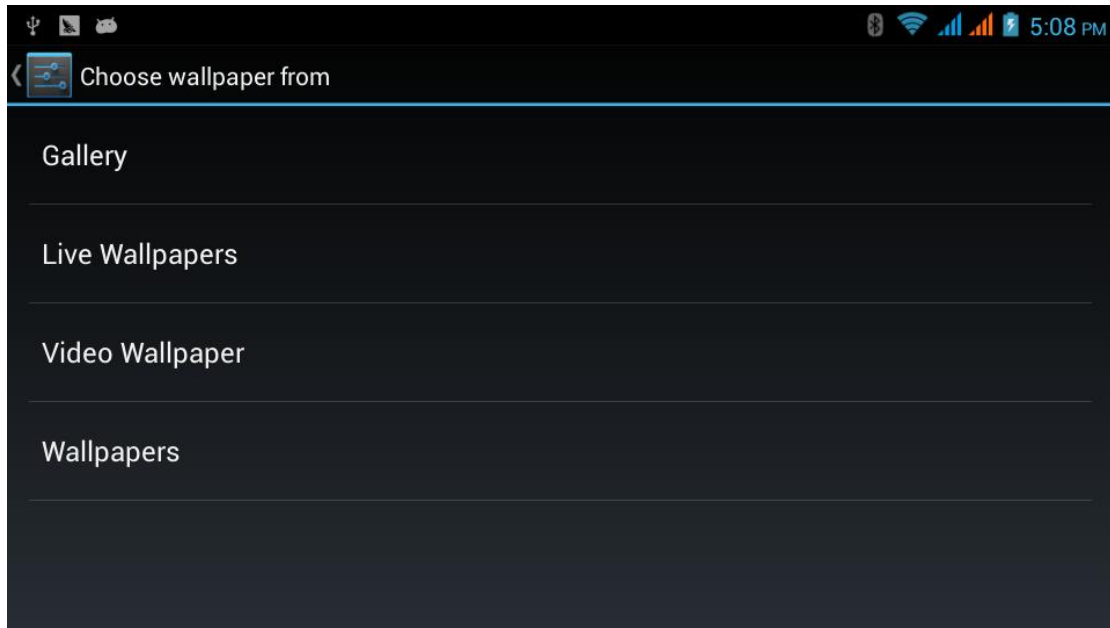 5:08 PM
Choose wallpaper from
Gallery
Live Wallpapers
Video Wallpaper
Wallpapers